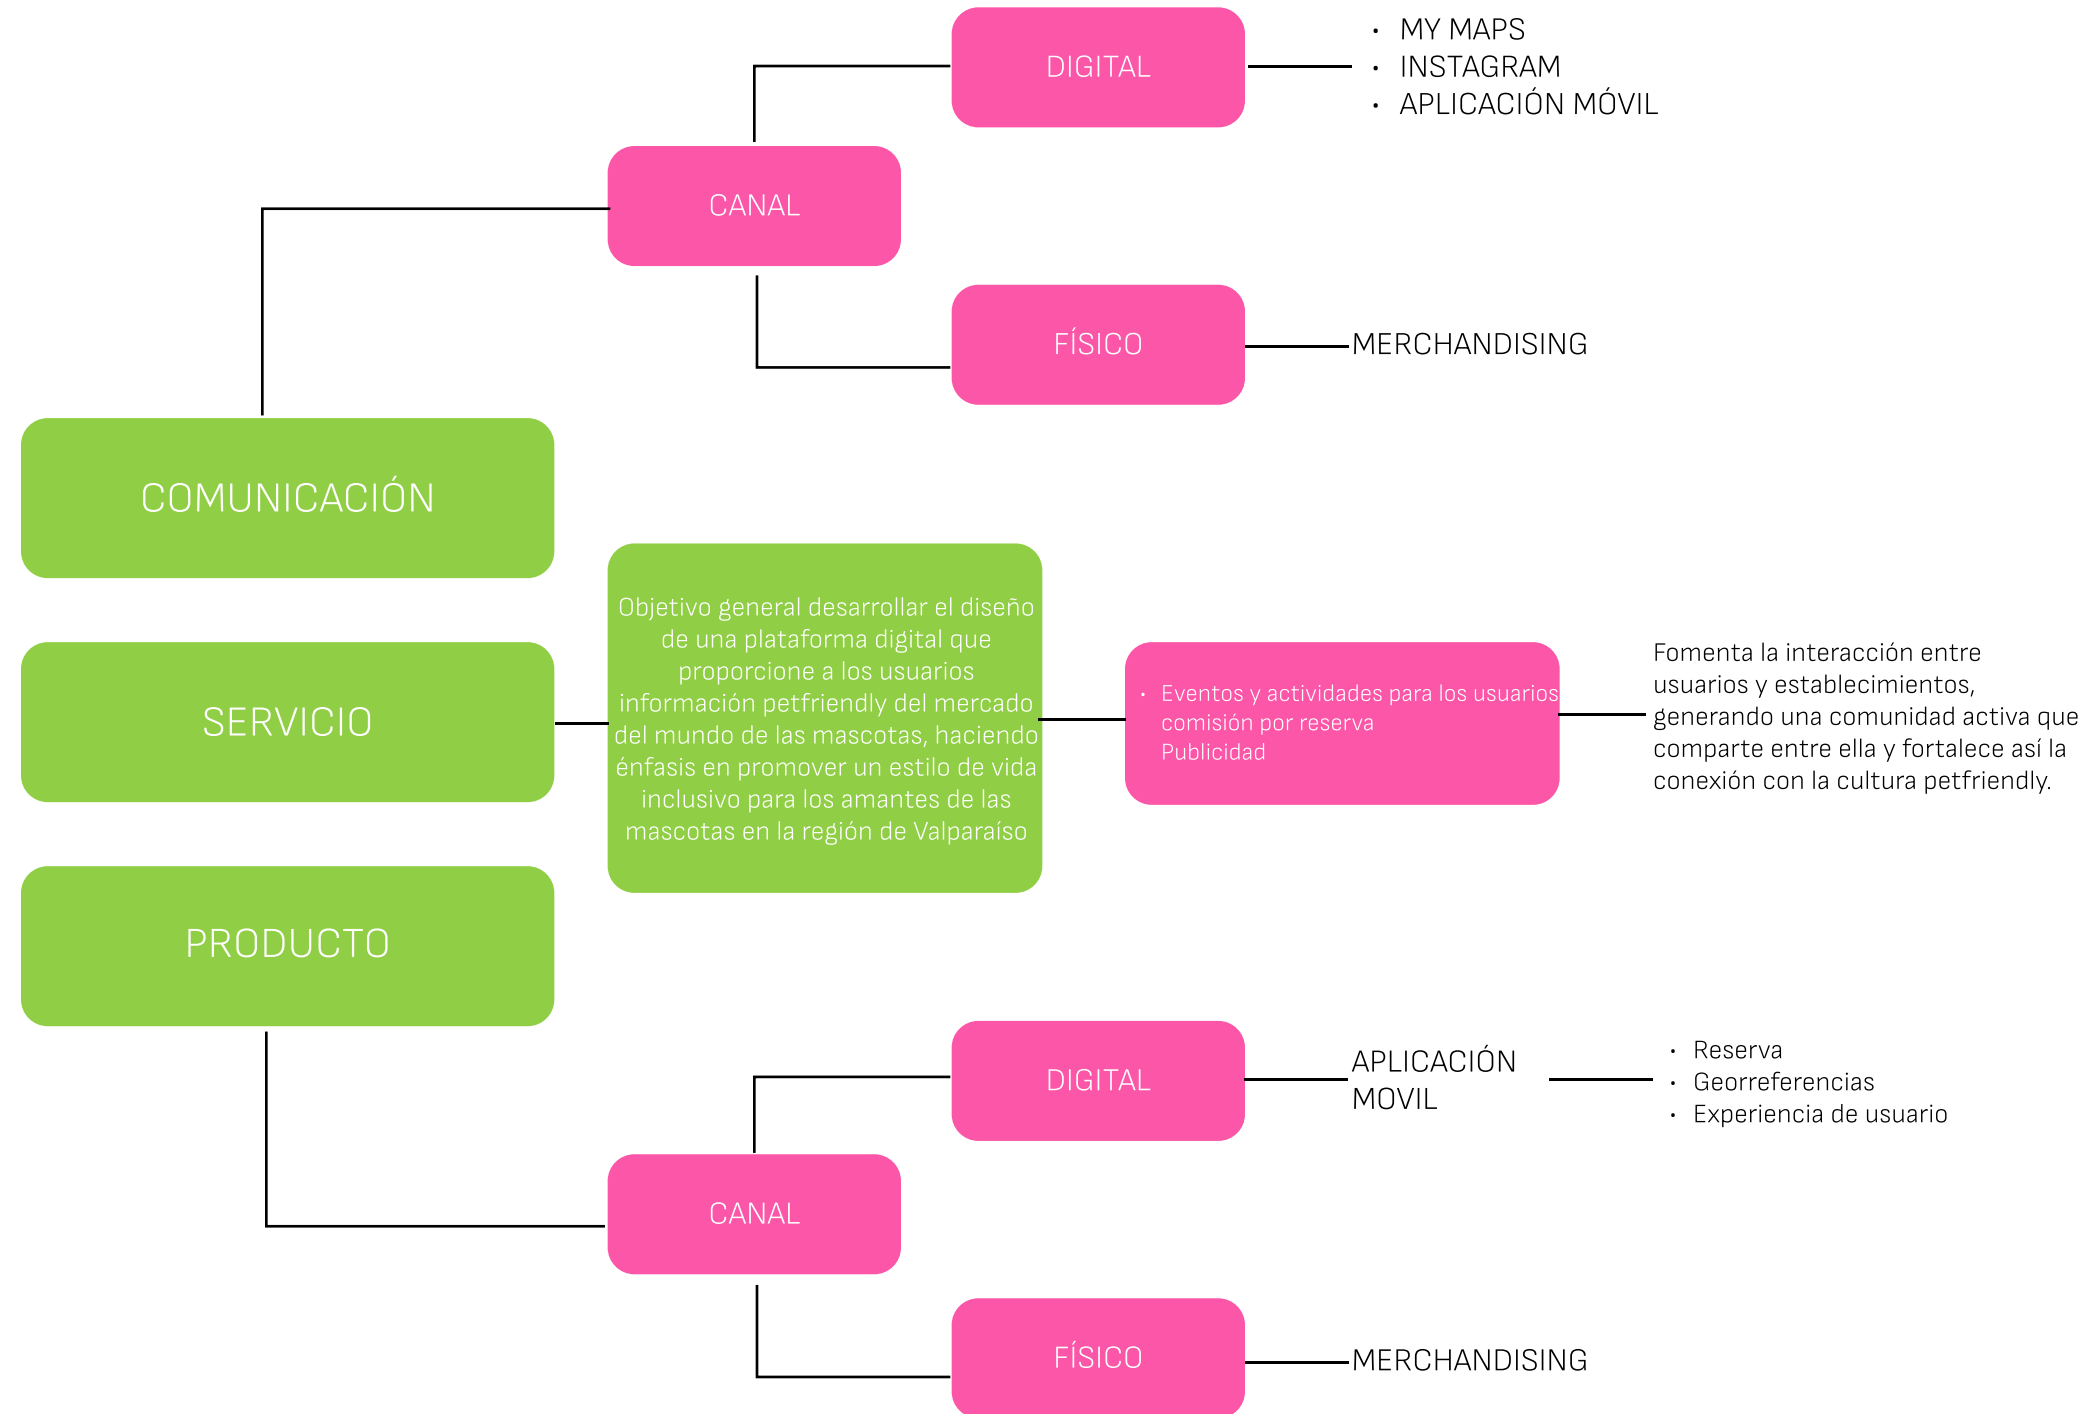 DIGITAL
MY MAPS
INSTAGRAM
APLICACIÓN MÓVIL
CANAL
FÍSICO
MERCHANDISING
COMUNICACIÓN
SERVICIO
Objetivo general desarrollar el diseño
de una plataforma digital que
proporcione a los usuarios
información petfriendly del mercado
del mundo de las mascotas, haciendo
énfasis en promover un estilo de vida
inclusivo para los amantes de las
mascotas en la región de Valparaíso
Eventos y actividades para los usuarios
comisión por reserva
Publicidad
Fomenta la interacción entre
usuarios y establecimientos,
generando una comunidad activa que
comparte entre ella y fortalece así la
conexión con la cultura petfriendly.
PRODUCTO
DIGITAL
APLICACIÓN
MOVIL
Reserva
Georreferencias
Experiencia de usuario
CANAL
FÍSICO
MERCHANDISING